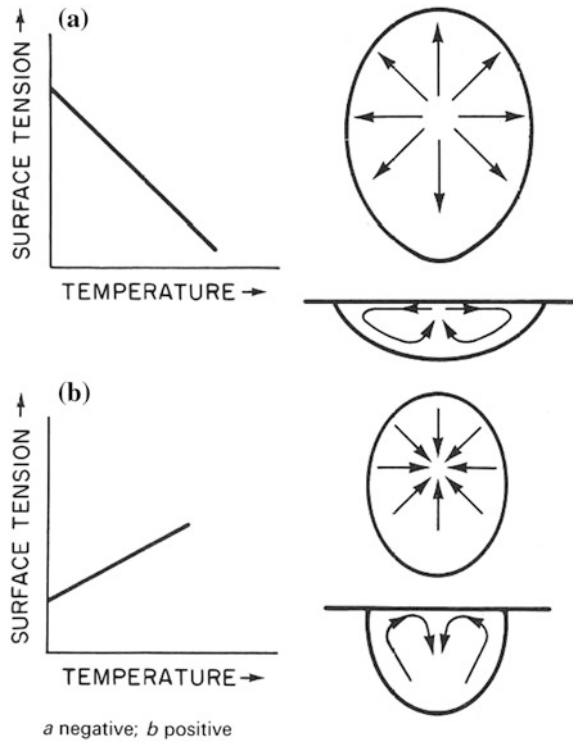 (a)
SURFACE TENSION →
TEMPERATURE →
(b)
SURFACE TENSION →
TEMPERATURE →
a negative; b positive